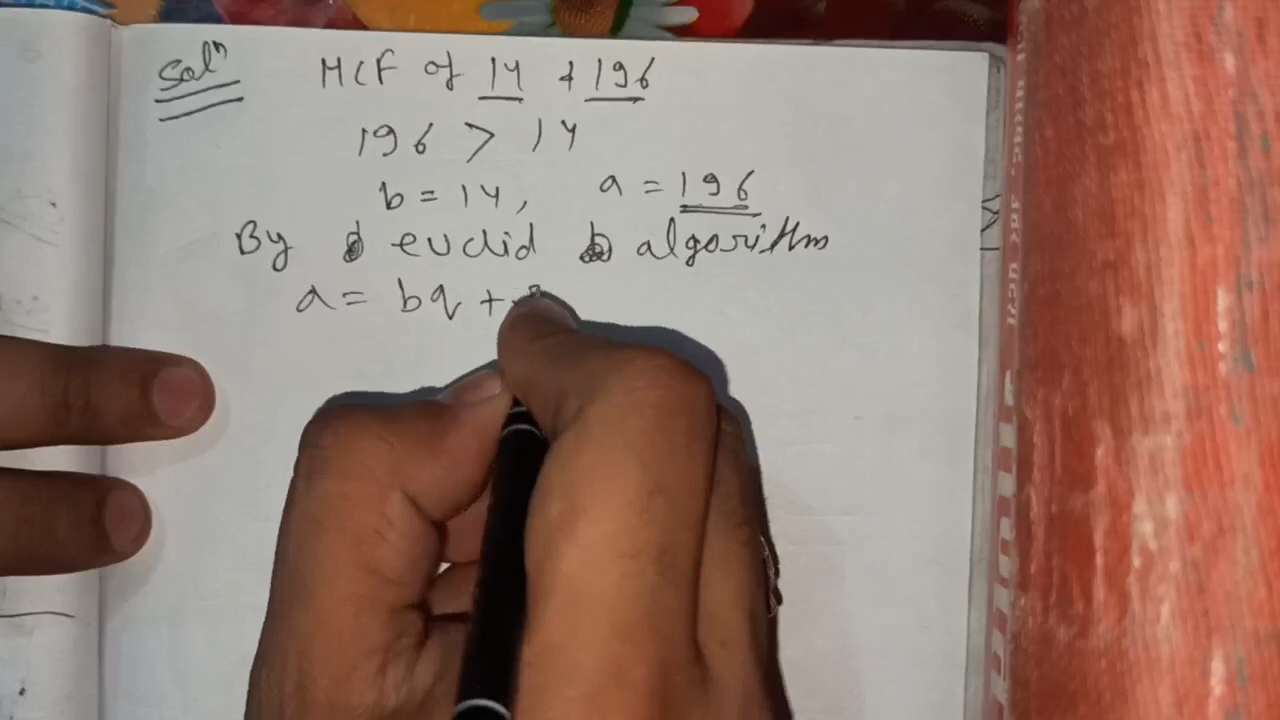 Solⁿ HCF of 14 & 196
196 > 14
b = 14, a = 196
By euclid algorithm
a = bq +